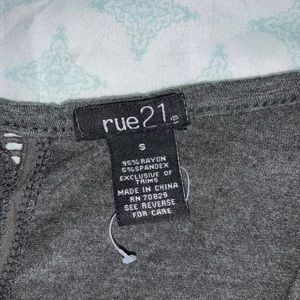 rue21
S
95% RAYON
5% SPANDEX
EXCLUSIVE OF
TRIMS
MADE IN CHINA
RN 70829
SEE REVERSE
FOR CARE